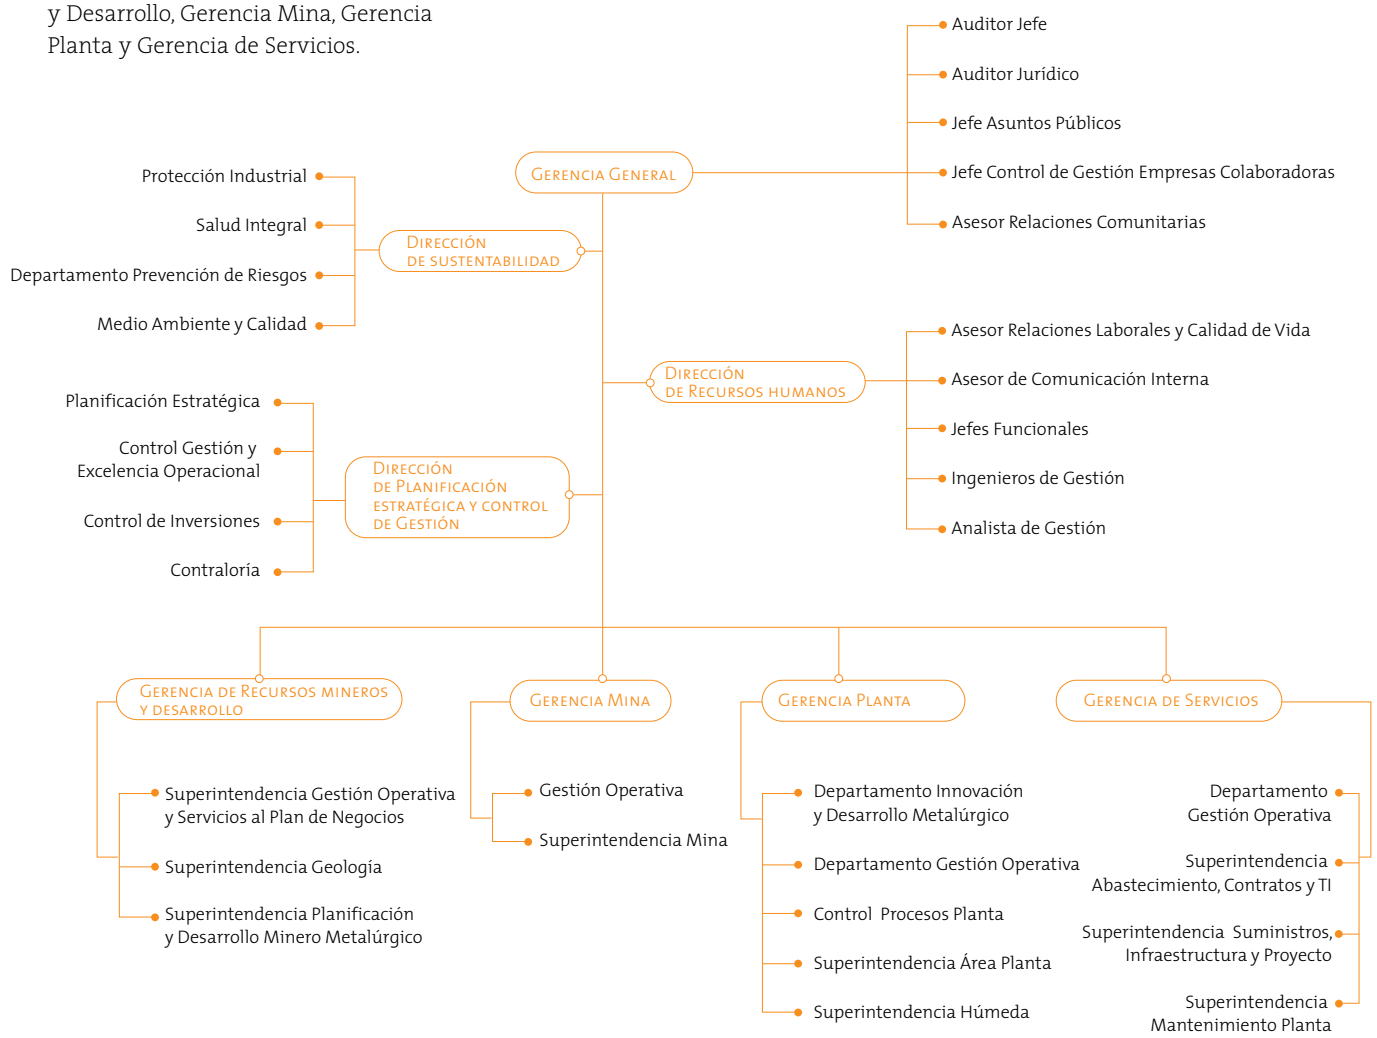 y Desarrollo, Gerencia Mina, Gerencia
Planta y Gerencia de Servicios.
Auditor Jefe
Auditor Jurídico
Jefe Asuntos Públicos
Gerencia General
Jefe Control de Gestión Empresas Colaboradoras
Asesor Relaciones Comunitarias
Protección Industrial
Salud Integral
Departamento Prevención de Riesgos
Medio Ambiente y Calidad
Dirección
de sustentabilidad
Asesor Relaciones Laborales y Calidad de Vida
Asesor de Comunicación Interna
Jefes Funcionales
Ingenieros de Gestión
Analista de Gestión
Dirección
de Recursos humanos
Planificación Estratégica
Control Gestión y
Excelencia Operacional
Control de Inversiones
Contraloría
Dirección
de Planificación
estratégica y control
de Gestión
Gerencia de Recursos mineros
y desarrollo
Superintendencia Gestión Operativa
y Servicios al Plan de Negocios
Superintendencia Geología
Superintendencia Planificación
y Desarrollo Minero Metalúrgico
Gerencia Mina
Gestión Operativa
Superintendencia Mina
Gerencia Planta
Departamento Innovación
y Desarrollo Metalúrgico
Departamento Gestión Operativa
Control Procesos Planta
Superintendencia Área Planta
Superintendencia Húmeda
Gerencia de Servicios
Departamento
Gestión Operativa
Superintendencia
Abastecimiento, Contratos y TI
Superintendencia Suministros,
Infraestructura y Proyecto
Superintendencia
Mantenimiento Planta